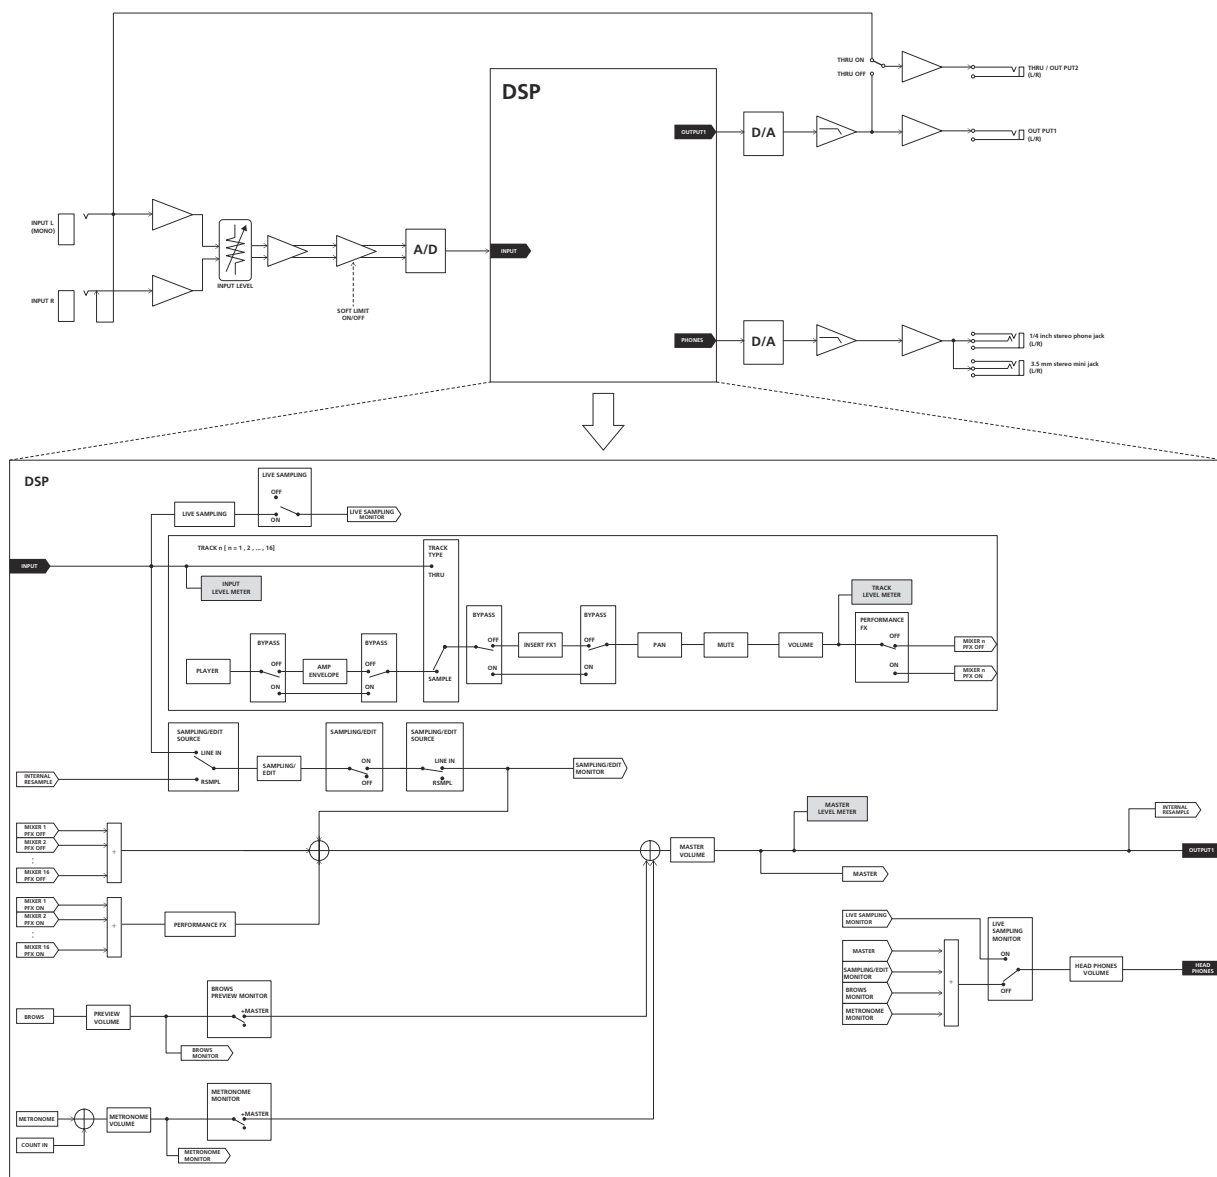 THRU ON
THRU OFF
THRU / OUT PUT2
(L/R)
DSP
OUTPUT1
D/A
OUT PUT1
(L/R)
INPUT L
(MONO)
INPUT R
INPUT LEVEL
SOFT LIMIT
ON/OFF
A/D
INPUT
PHONES
D/A
1/4 inch stereo phone jack
(L/R)
3.5 mm stereo mini jack
(L/R)
DSP
LIVE SAMPLING
LIVE SAMPLING
OFF
ON
LIVE SAMPLING
MONITOR
INPUT
TRACK n [ n = 1 , 2 , ... , 16]
INPUT
LEVEL METER
TRACK
TYPE
THRU
SAMPLE
PLAYER
BYPASS
OFF
ON
AMP
ENVELOPE
BYPASS
OFF
ON
BYPASS
OFF
ON
INSERT FX1
BYPASS
OFF
ON
PAN
MUTE
VOLUME
TRACK
LEVEL METER
PERFORMANCE
FX
OFF
ON
MIXER n
PFX OFF
MIXER n
PFX ON
SAMPLING/EDIT
SOURCE
LINE IN
RSMPL
INTERNAL
RESAMPLE
SAMPLING/
EDIT
SAMPLING/EDIT
ON
OFF
SAMPLING/EDIT
SOURCE
LINE IN
RSMPL
SAMPLING/EDIT
MONITOR
MIXER 1
PFX OFF
MIXER 2
PFX OFF
:
MIXER 16
PFX OFF
+
MASTER
VOLUME
MASTER
LEVEL METER
MASTER
INTERNAL
RESAMPLE
OUTPUT1
MIXER 1
PFX ON
MIXER 2
PFX ON
:
MIXER 16
PFX ON
+
PERFORMANCE FX
LIVE SAMPLING
MONITOR
MASTER
SAMPLING/EDIT
MONITOR
BROWS
MONITOR
METRONOME
MONITOR
+
LIVE
SAMPLING
MONITOR
ON
OFF
HEAD PHONES
VOLUME
HEAD
PHONES
BROWS
PREVIEW
VOLUME
BROWS
PREVIEW MONITOR
+MASTER
BROWS
MONITOR
METRONOME
COUNT IN
METRONOME
VOLUME
METRONOME
MONITOR
+MASTER
METRONOME
MONITOR